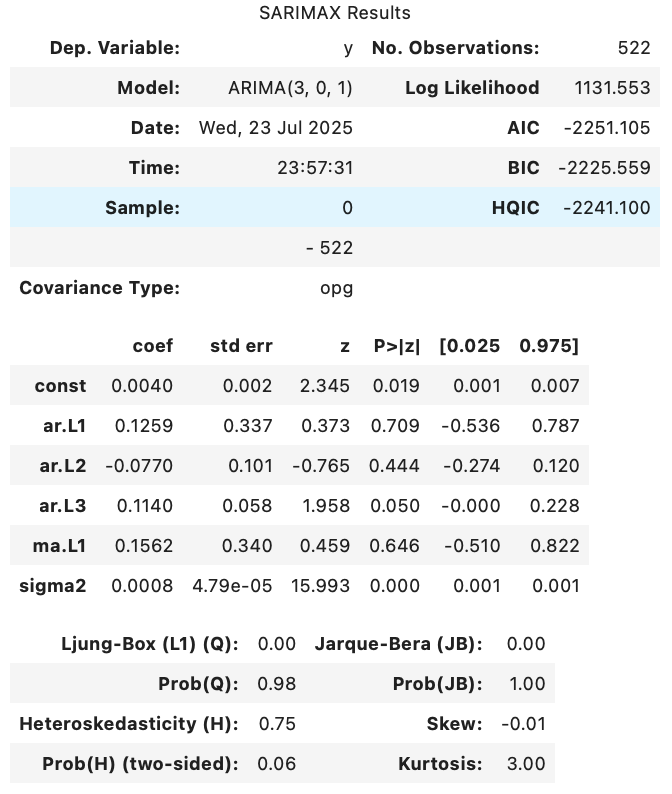 SARIMAX Results
Dep. Variable: y No. Observations: 522
Model: ARIMA(3, 0, 1) Log Likelihood 1131.553
Date: Wed, 23 Jul 2025 AIC -2251.105
Time: 23:57:31 BIC -2225.559
Sample: 0 HQIC -2241.100
- 522
Covariance Type: opg
coef std err z P>|z| [0.025 0.975]
const 0.0040 0.002 2.345 0.019 0.001 0.007
ar.L1 0.1259 0.337 0.373 0.709 -0.536 0.787
ar.L2 -0.0770 0.101 -0.765 0.444 -0.274 0.120
ar.L3 0.1140 0.058 1.958 0.050 -0.000 0.228
ma.L1 0.1562 0.340 0.459 0.646 -0.510 0.822
sigma2 0.0008 4.79e-05 15.993 0.000 0.001 0.001
Ljung-Box (L1) (Q): 0.00 Jarque-Bera (JB): 0.00
Prob(Q): 0.98 Prob(JB): 1.00
Heteroskedasticity (H): 0.75 Skew: -0.01
Prob(H) (two-sided): 0.06 Kurtosis: 3.00